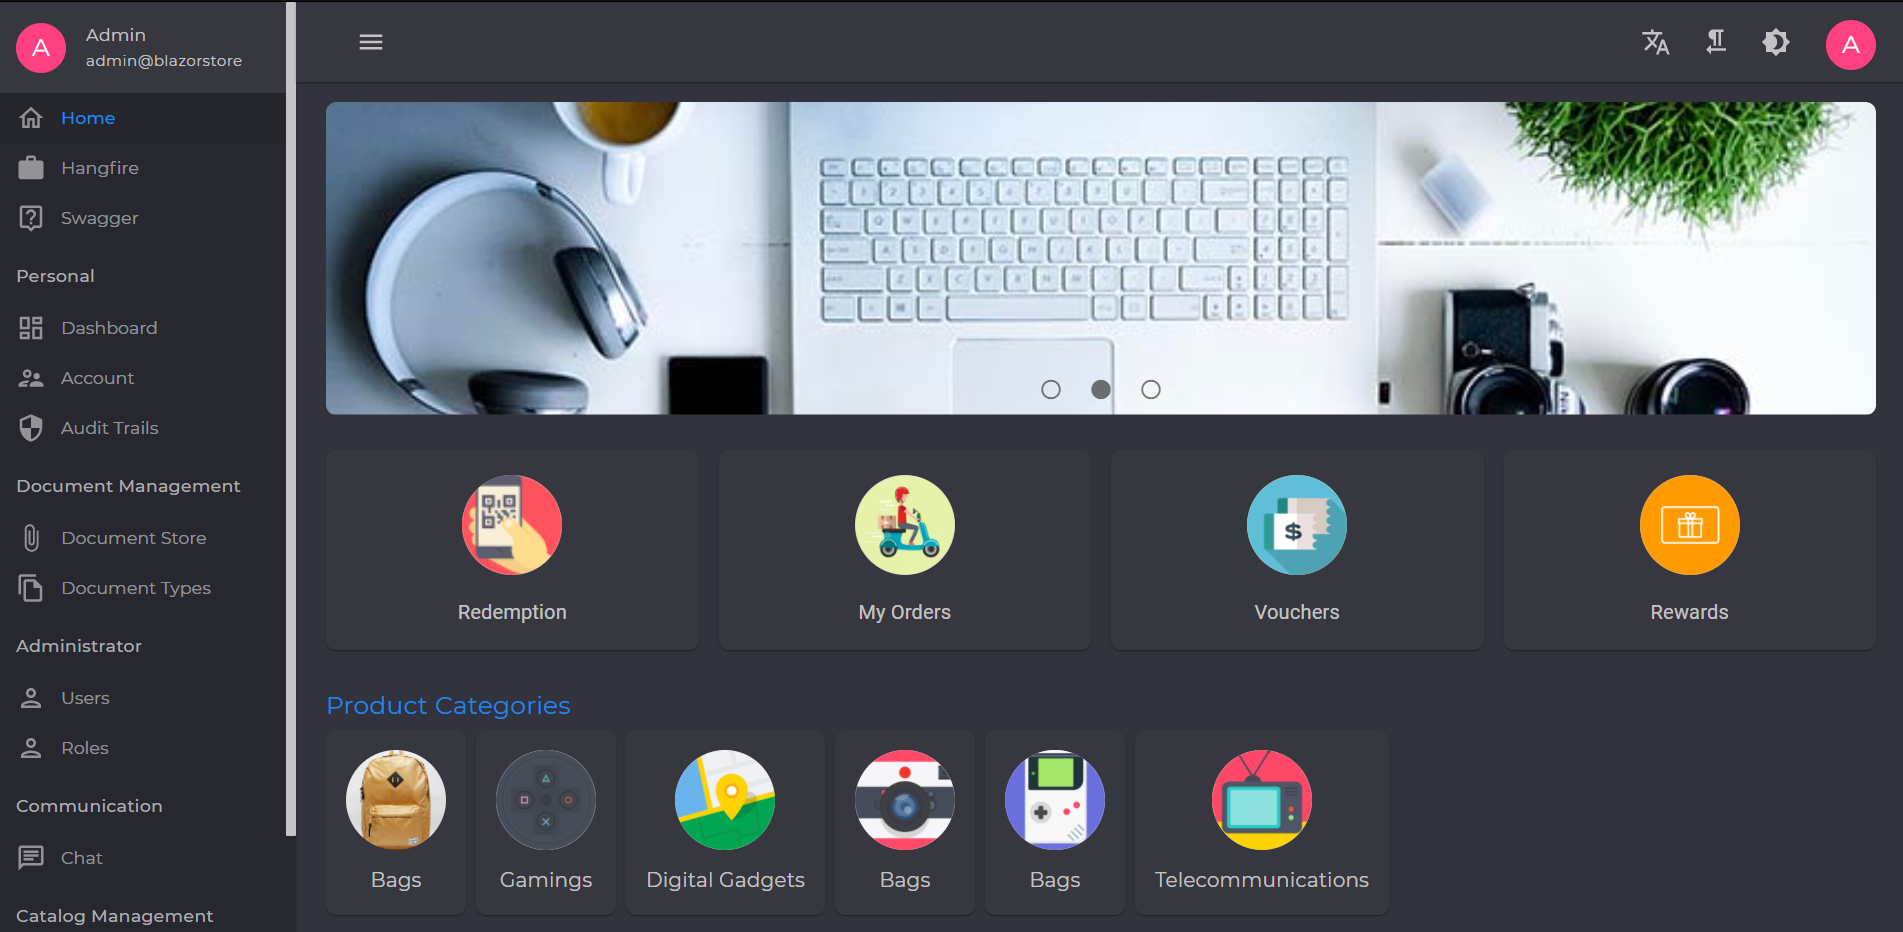 A
Admin
admin@blazorstore
Home
Hangfire
Swagger
Personal
Dashboard
Account
Audit Trails
Document Management
Document Store
Document Types
Administrator
Users
Roles
Communication
Chat
Catalog Management
A
$
Redemption
My Orders
Vouchers
Rewards
Product Categories
Bags
Gamings
Digital Gadgets
Bags
Bags
Telecommunications